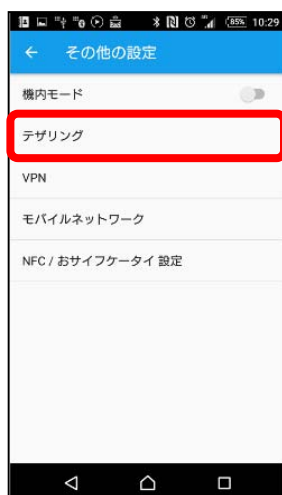 85% 10:29
その他の設定
機内モード
テザリング
VPN
モバイルネットワーク
NFC / おサイフケータイ 設定